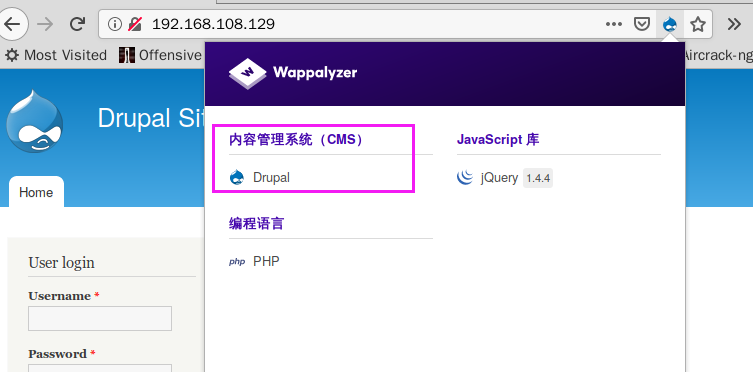 192.168.108.129
Most Visited
Offensive
Aircrack-ng
Wappalyzer
Drupal Sit
Home
内容管理系统（CMS）
Drupal
JavaScript 库
jQuery 1.4.4
编程语言
php PHP
User login
Username *
Password *